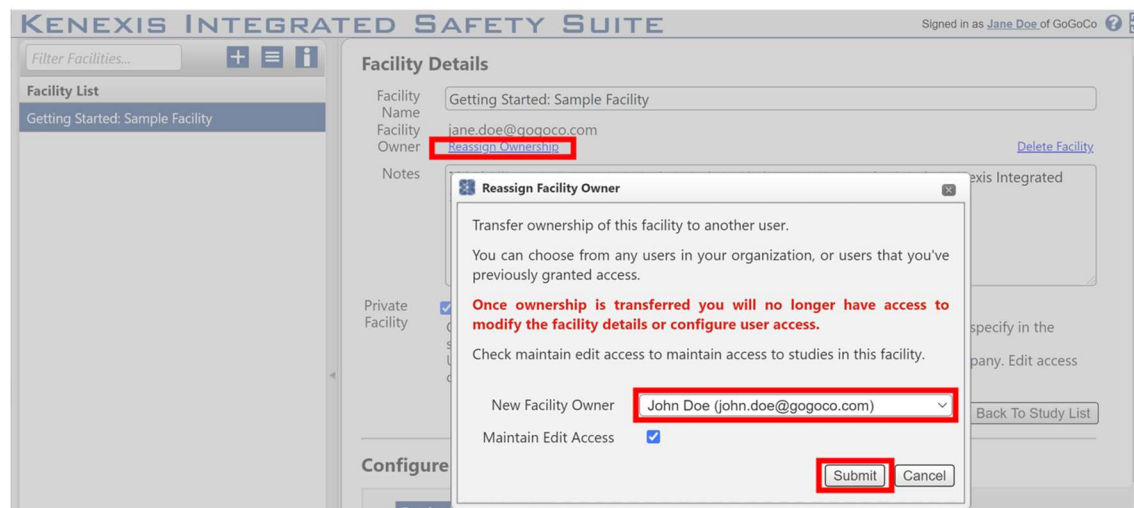 KENEXIS INTEGRATED SAFETY SUITE
Signed in as Jane Doe of GoGoCo
Filter Facilities...
Facility List
Getting Started: Sample Facility
Facility Details
Facility Name
Getting Started: Sample Facility
Facility Owner
jane.doe@gogoco.com
Reassign Ownership
Delete Facility
Notes
exis Integrated
Reassign Facility Owner
Transfer ownership of this facility to another user.
You can choose from any users in your organization, or users that you've
previously granted access.
Once ownership is transferred you will no longer have access to
modify the facility details or configure user access.
Check maintain edit access to maintain access to studies in this facility.
Private Facility
specify in the
pany. Edit access
New Facility Owner
John Doe (john.doe@gogoco.com)
Maintain Edit Access
Submit
Cancel
Back To Study List
Configure